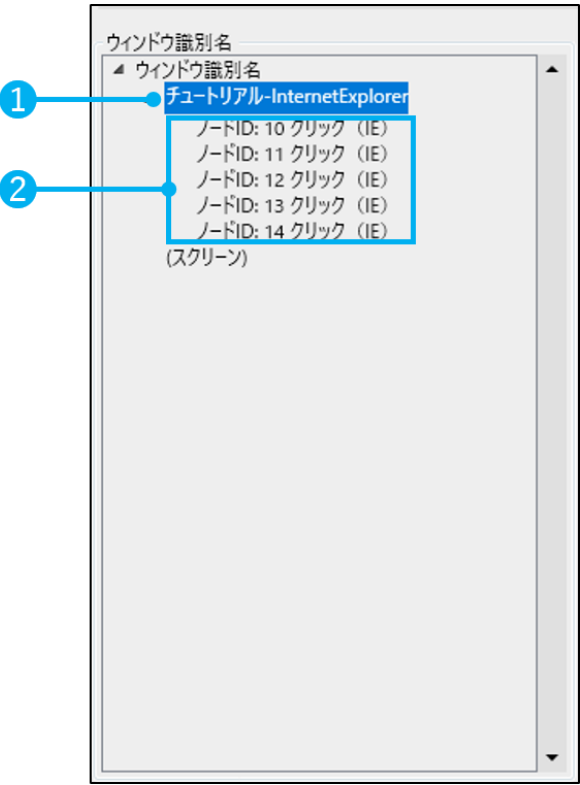 ウィンドウ識別名
ウィンドウ識別名
1
チュートリアル-InternetExplorer
ノードID: 10 クリック（IE）
ノードID: 11 クリック（IE）
ノードID: 12 クリック（IE）
2
ノードID: 13 クリック（IE）
ノードID: 14 クリック（IE）
(スクリーン)